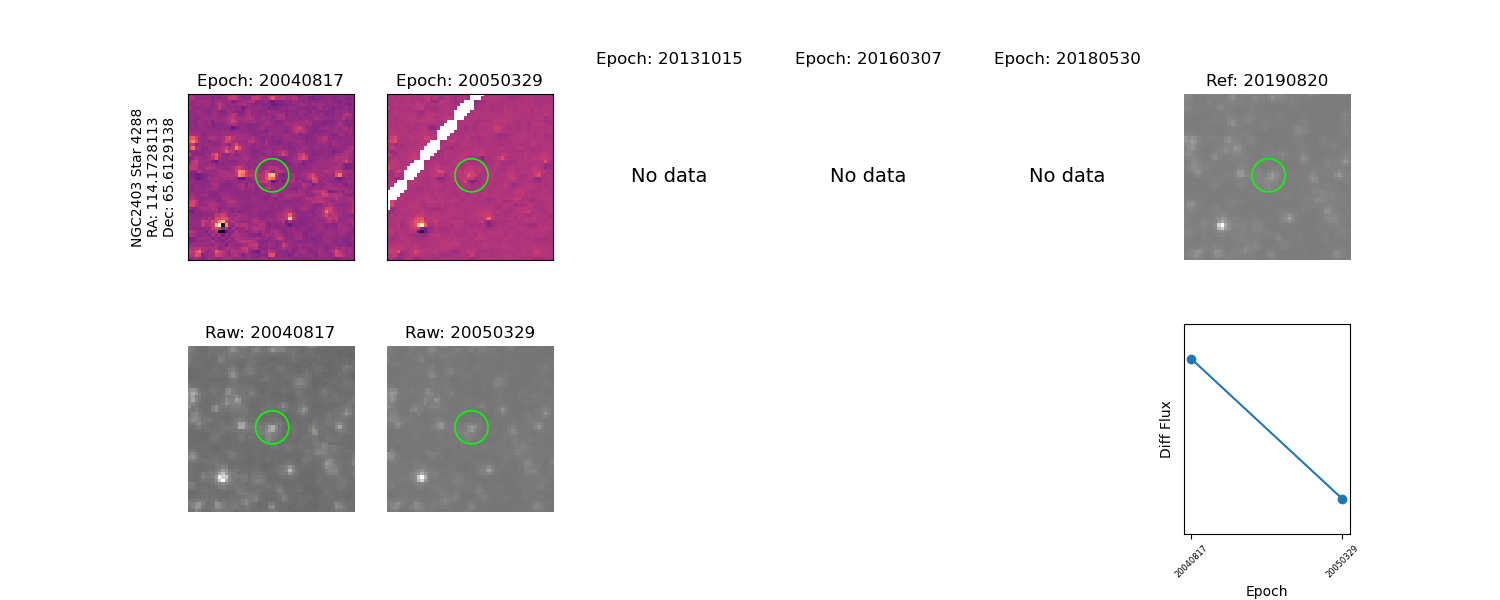 Epoch: 20040817
Epoch: 20050329
Epoch: 20131015
Epoch: 20160307
Epoch: 20180530
Ref: 20190820
NGC2403 Star 4288
RA: 114.1728113
Dec: 65.6129138
No data
No data
No data
Raw: 20040817
Raw: 20050329
Diff Flux
20040817
20050329
Epoch